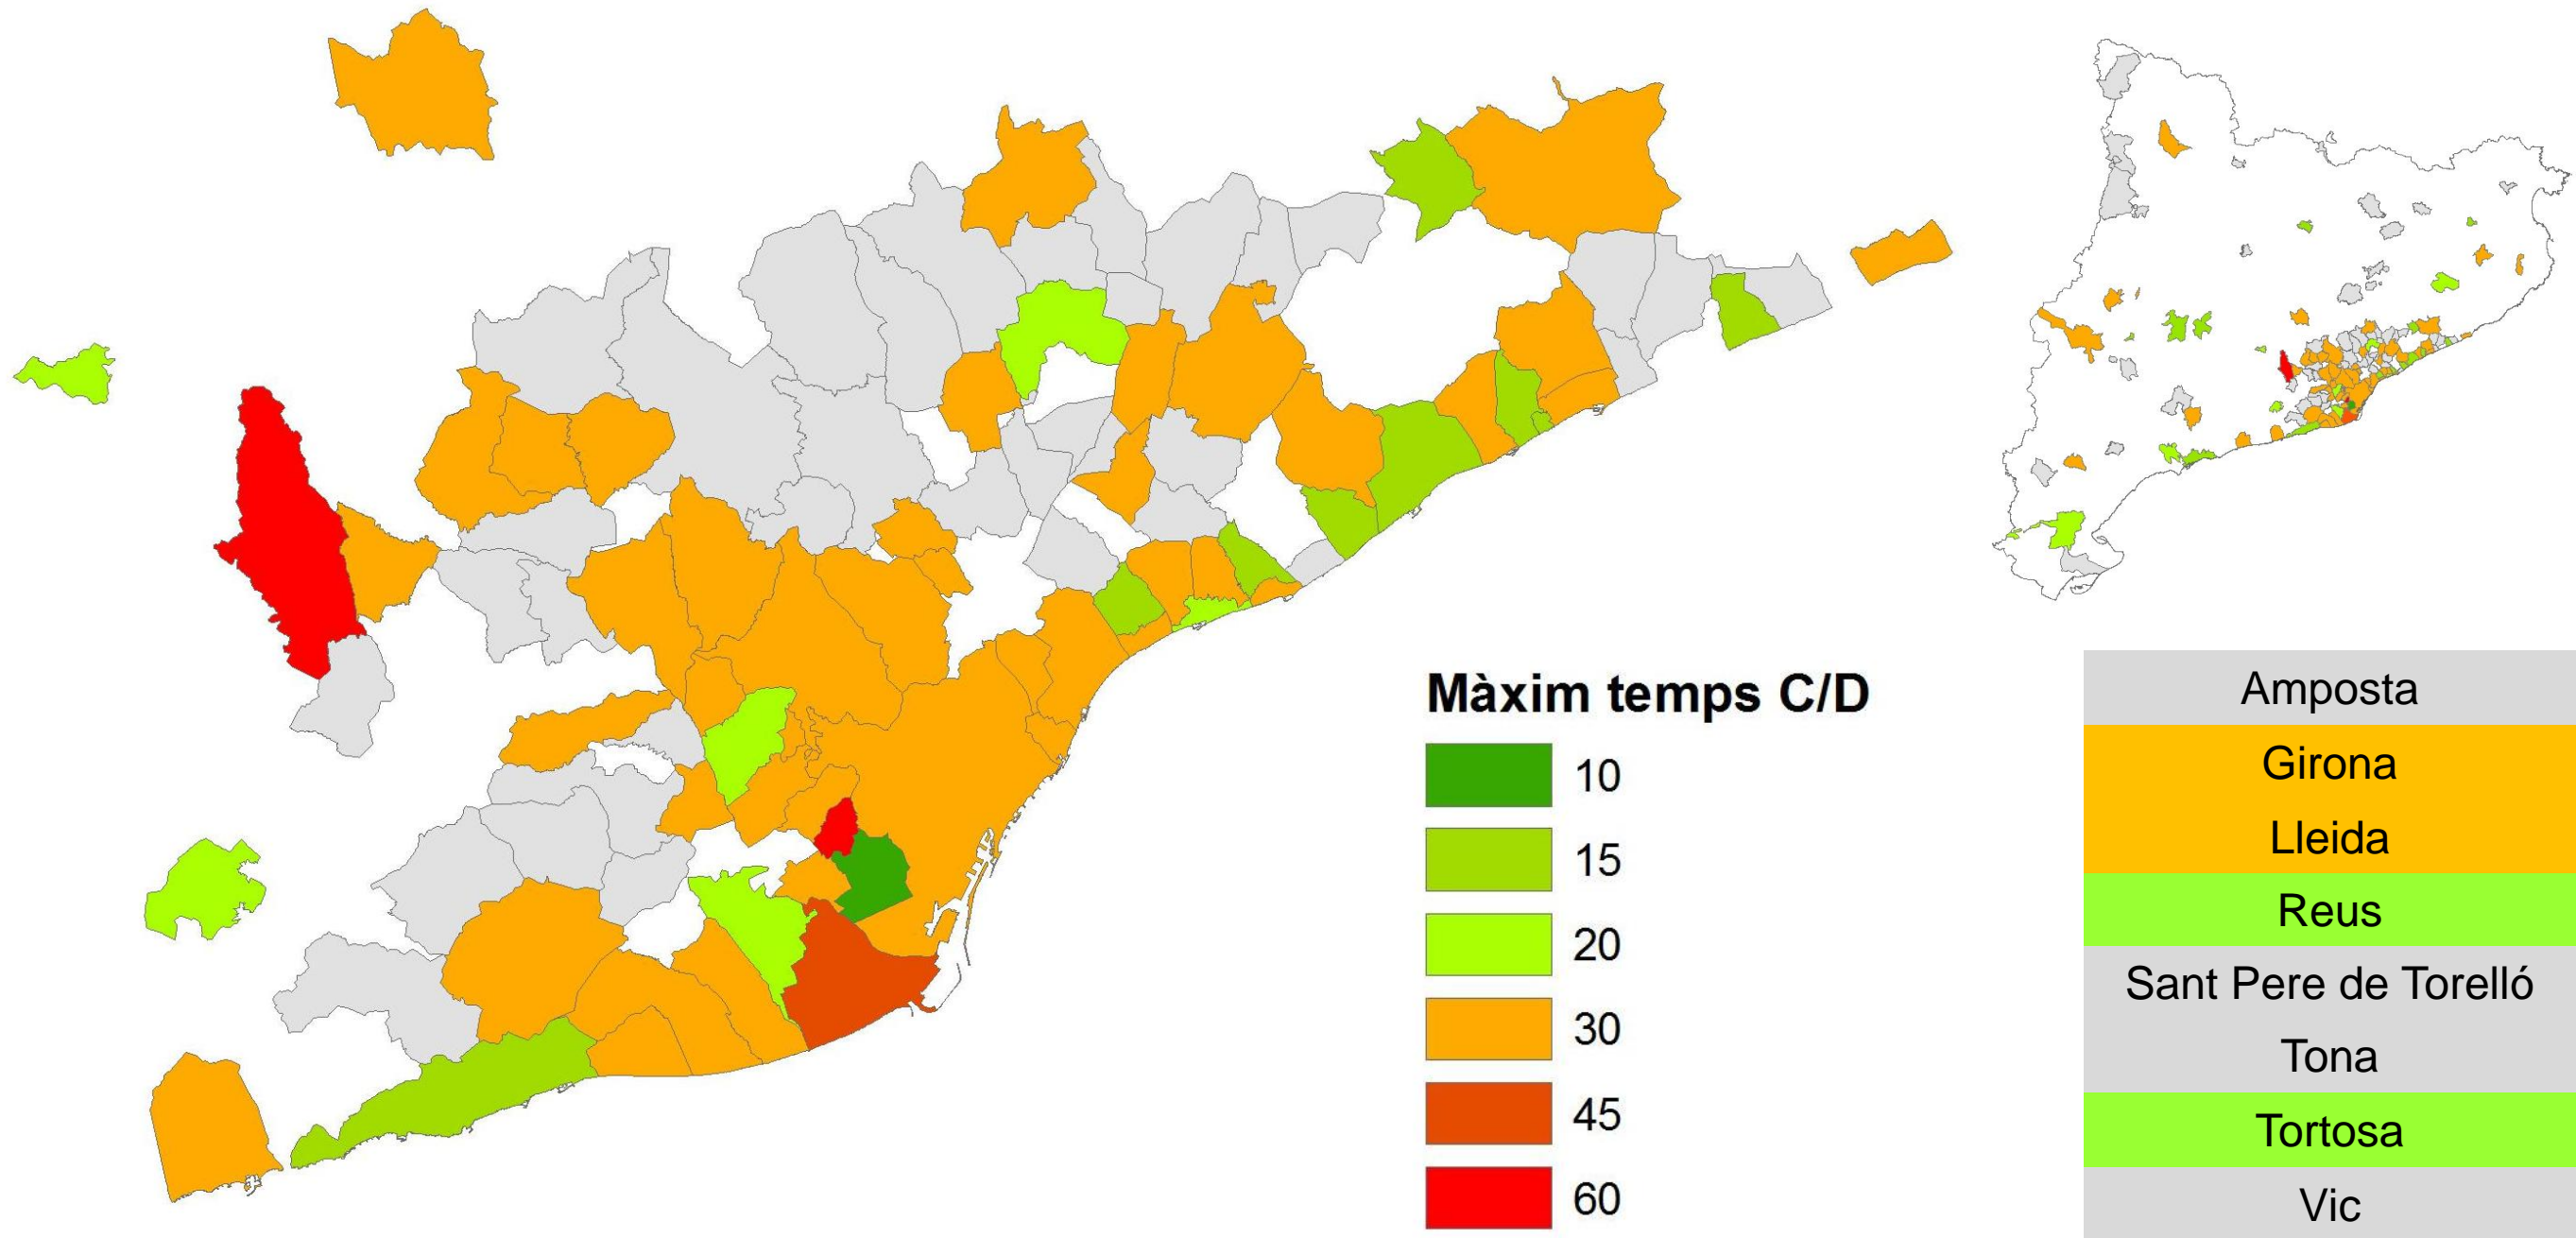 Màxim temps C/D
10
15
20
30
45
60
Amposta
Girona
Lleida
Reus
Sant Pere de Torelló
Tona
Tortosa
Vic